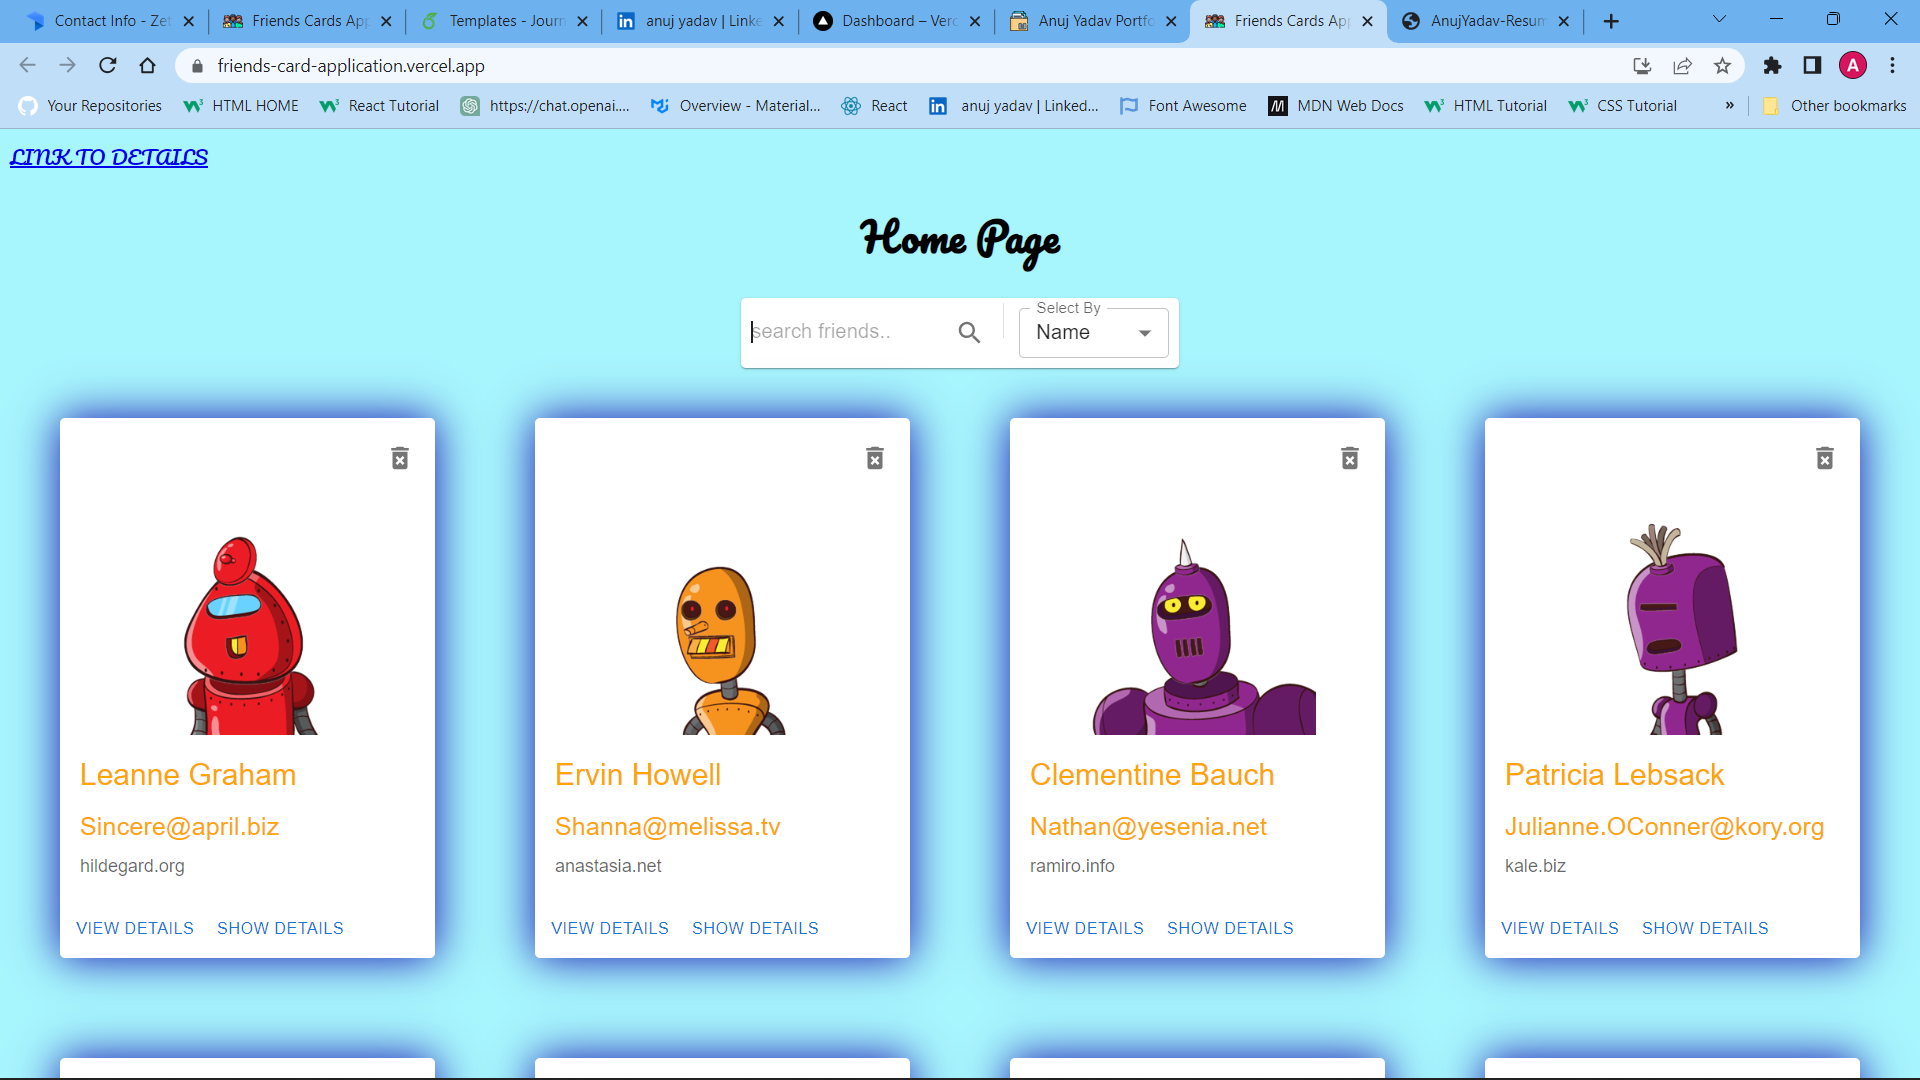 Contact Info - Zet
Friends Cards App
Templates - Journ
anuj yadav | Linke
Dashboard – Verc
Anuj Yadav Portfo
Friends Cards App
AnujYadav-Resum
friends-card-application.vercel.app
A
Your Repositories
HTML HOME
React Tutorial
https://chat.openai....
Overview - Material...
React
anuj yadav | Linked...
Font Awesome
MDN Web Docs
HTML Tutorial
CSS Tutorial
»
Other bookmarks
LINK TO DETAILS
Home Page
search friends..
Select By
Name
Leanne Graham
Sincere@april.biz
hildegard.org
VIEW DETAILS SHOW DETAILS
Ervin Howell
Shanna@melissa.tv
anastasia.net
VIEW DETAILS SHOW DETAILS
Clementine Bauch
Nathan@yesenia.net
ramiro.info
VIEW DETAILS SHOW DETAILS
Patricia Lebsack
Julianne.OConner@kory.org
kale.biz
VIEW DETAILS SHOW DETAILS